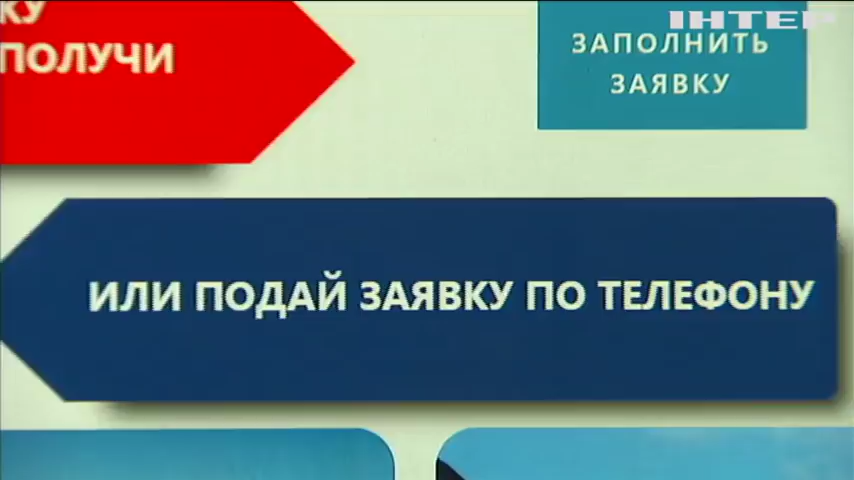 КУ
ПОЛУЧИ
ІНТЕР
ЗАПОЛНИТЬ
ЗАЯВКУ
ИЛИ ПОДАЙ ЗАЯВКУ ПО ТЕЛЕФОНУ